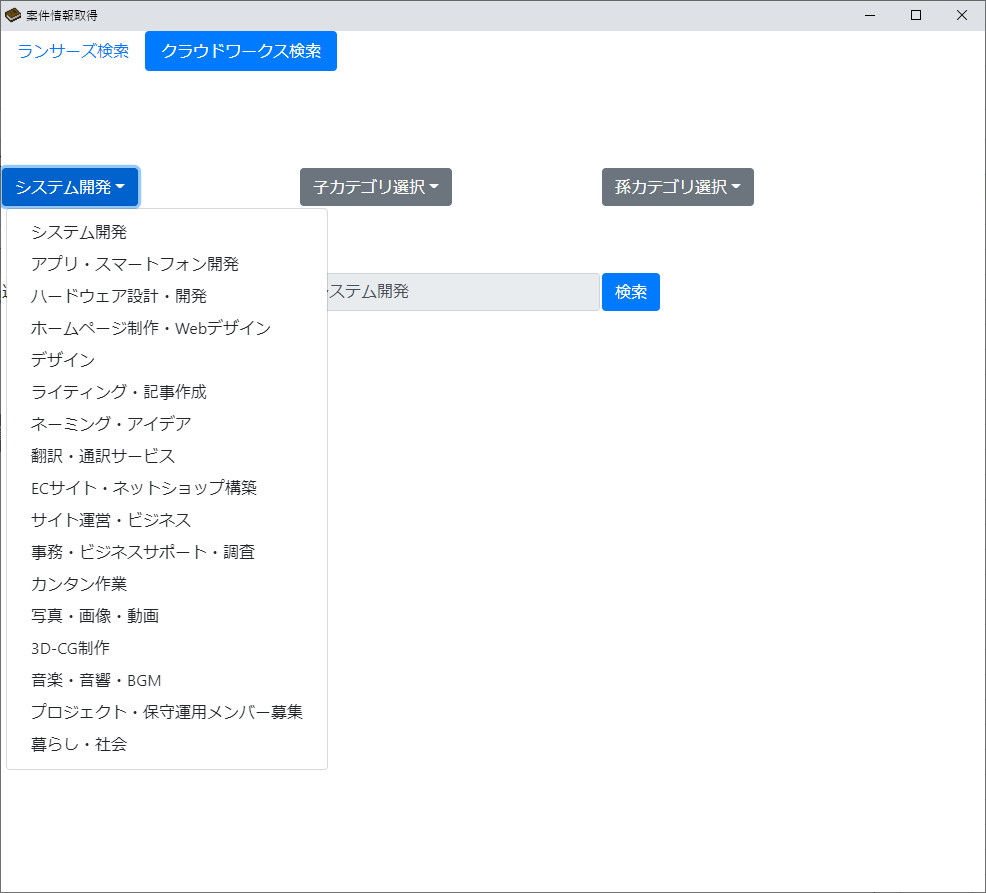 案件情報取得
ランサーズ検索 クラウドワークス検索
システム開発 子カテゴリ選択 孫カテゴリ選択
システム開発
アプリ・スマートフォン開発
ステム開発 検索
ハードウェア設計・開発
ホームページ制作・Webデザイン
デザイン
ライティング・記事作成
ネーミング・アイデア
翻訳・通訳サービス
ECサイト・ネットショップ構築
サイト運営・ビジネス
事務・ビジネスサポート・調査
カンタン作業
写真・画像・動画
3D-CG制作
音楽・音響・BGM
プロジェクト・保守運用メンバー募集
暮らし・社会